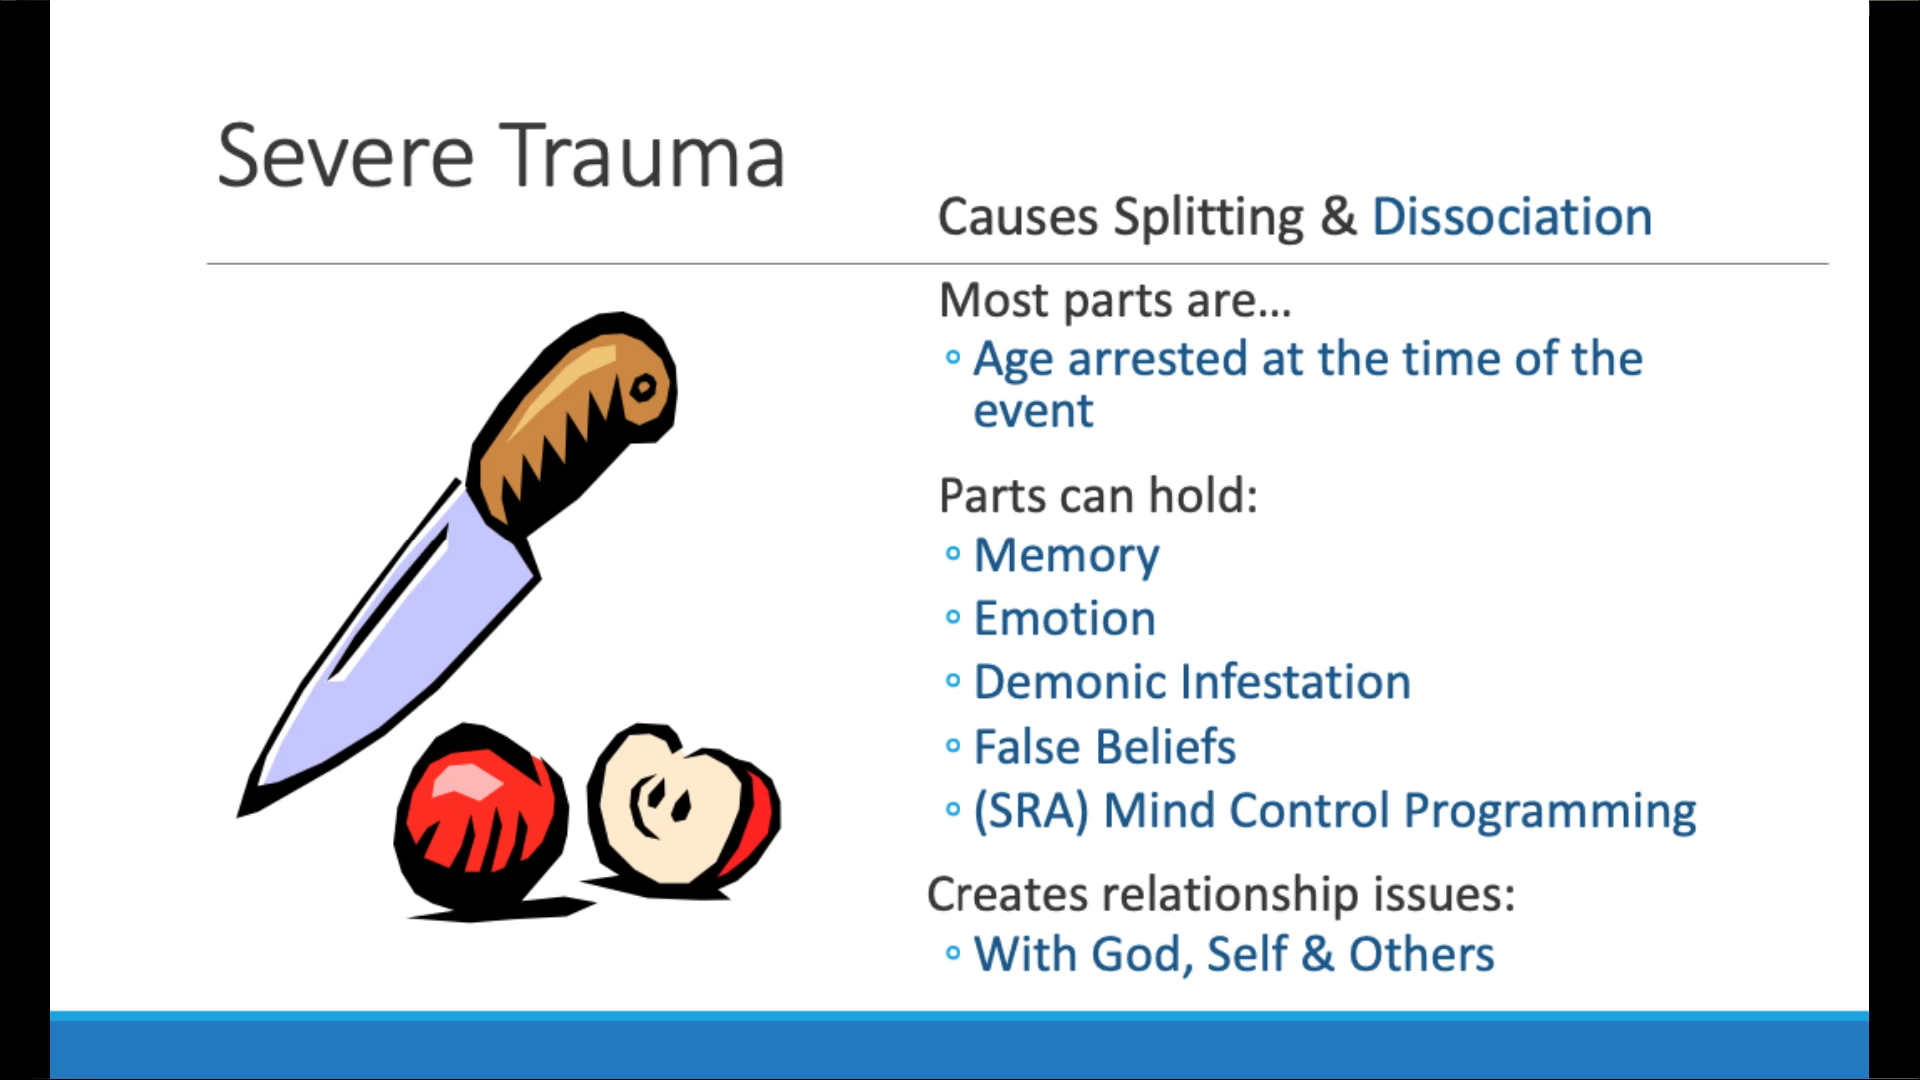 Severe Trauma
Causes Splitting & Dissociation
Most parts are...
◦ Age arrested at the time of the
event
Parts can hold:
◦ Memory
◦ Emotion
◦ Demonic Infestation
◦ False Beliefs
◦ (SRA) Mind Control Programming
Creates relationship issues:
◦ With God, Self & Others